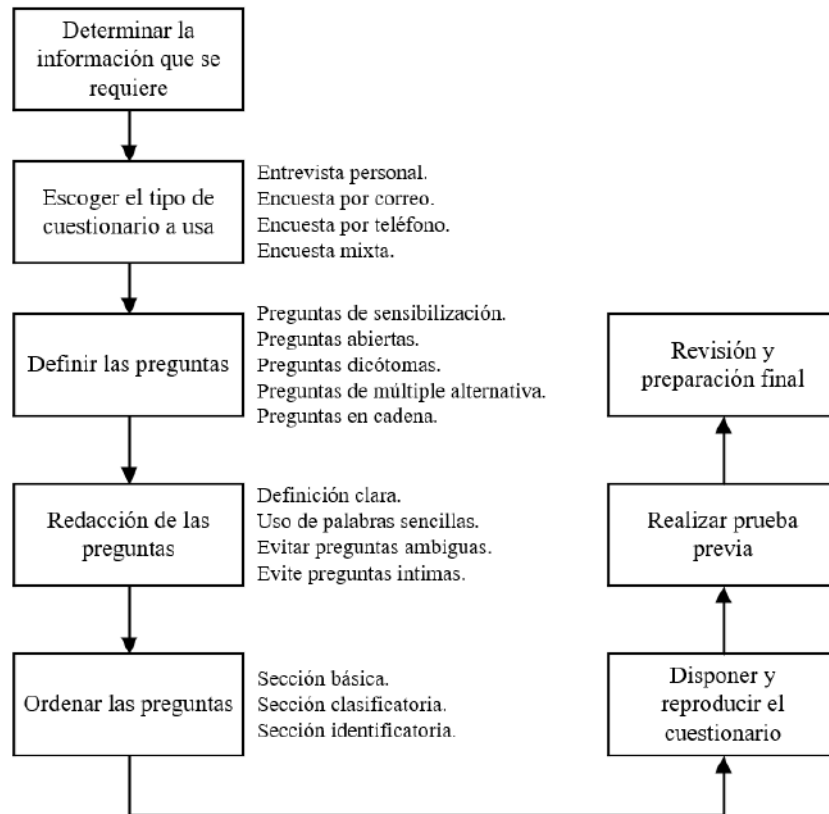 Determinar la
información que se
requiere
Escoger el tipo de
cuestionario a usa
Entrevista personal.
Encuesta por correo.
Encuesta por teléfono.
Encuesta mixta.
Definir las preguntas
Preguntas de sensibilización.
Preguntas abiertas.
Preguntas dicótomas.
Preguntas de múltiple alternativa.
Preguntas en cadena.
Redacción de las
preguntas
Definición clara.
Uso de palabras sencillas.
Evitar preguntas ambiguas.
Evite preguntas intimas.
Ordenar las preguntas
Sección básica.
Sección clasificatoria.
Sección identificatoria.
Disponer y
reproducir el
cuestionario
Realizar prueba
previa
Revisión y
preparación final